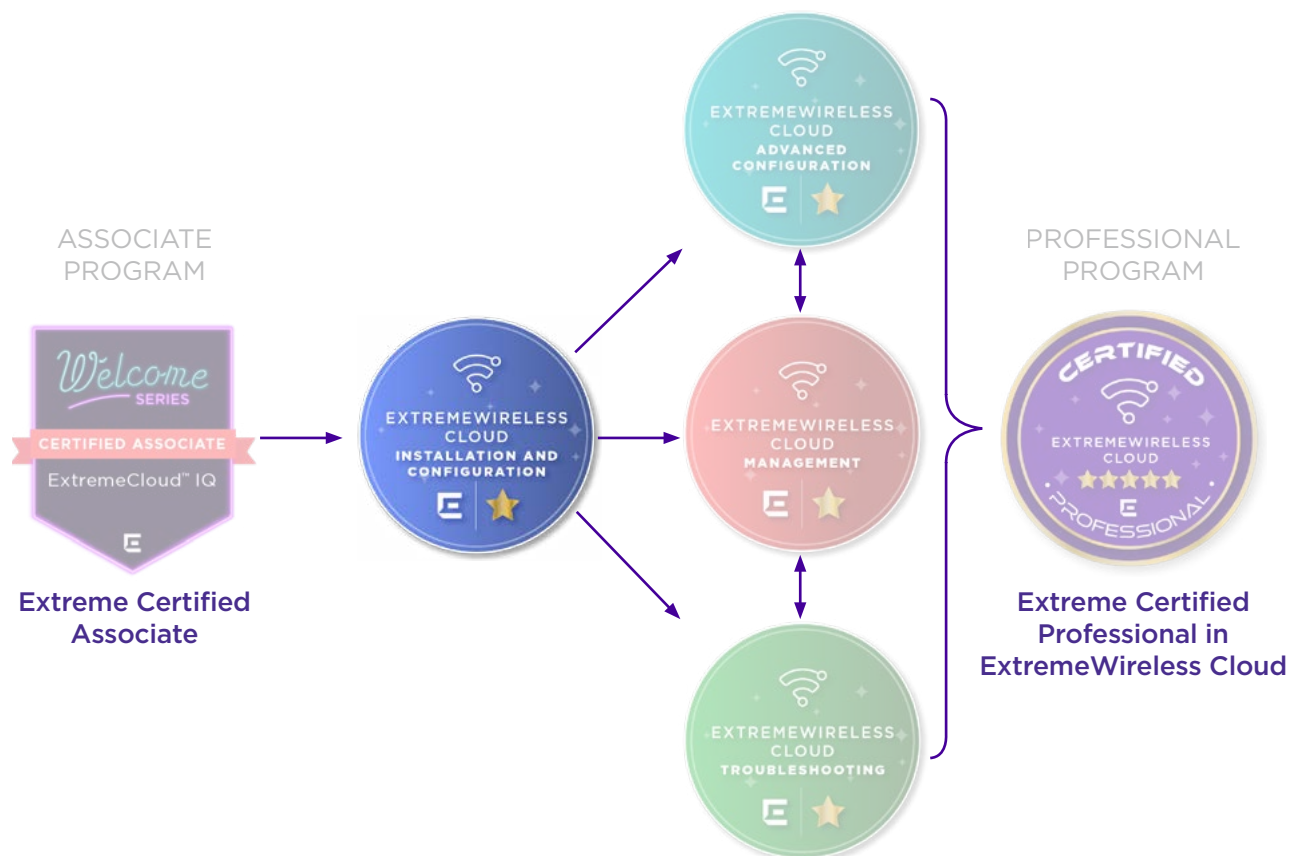 ASSOCIATE
PROGRAM
Welcome
SERIES
CERTIFIED ASSOCIATE
ExtremeCloud™ IQ
E
Extreme Certified
Associate
EXTREMEWIRELESS
CLOUD
INSTALLATION AND
CONFIGURATION
E
EXTREMEWIRELESS
CLOUD
ADVANCED
CONFIGURATION
E
EXTREMEWIRELESS
CLOUD
MANAGEMENT
E
EXTREMEWIRELESS
CLOUD
TROUBLESHOOTING
E
PROFESSIONAL
PROGRAM
CERTIFIED
EXTREMEWIRELESS
CLOUD
E
• PROFESSIONAL •
Extreme Certified
Professional in
ExtremeWireless Cloud